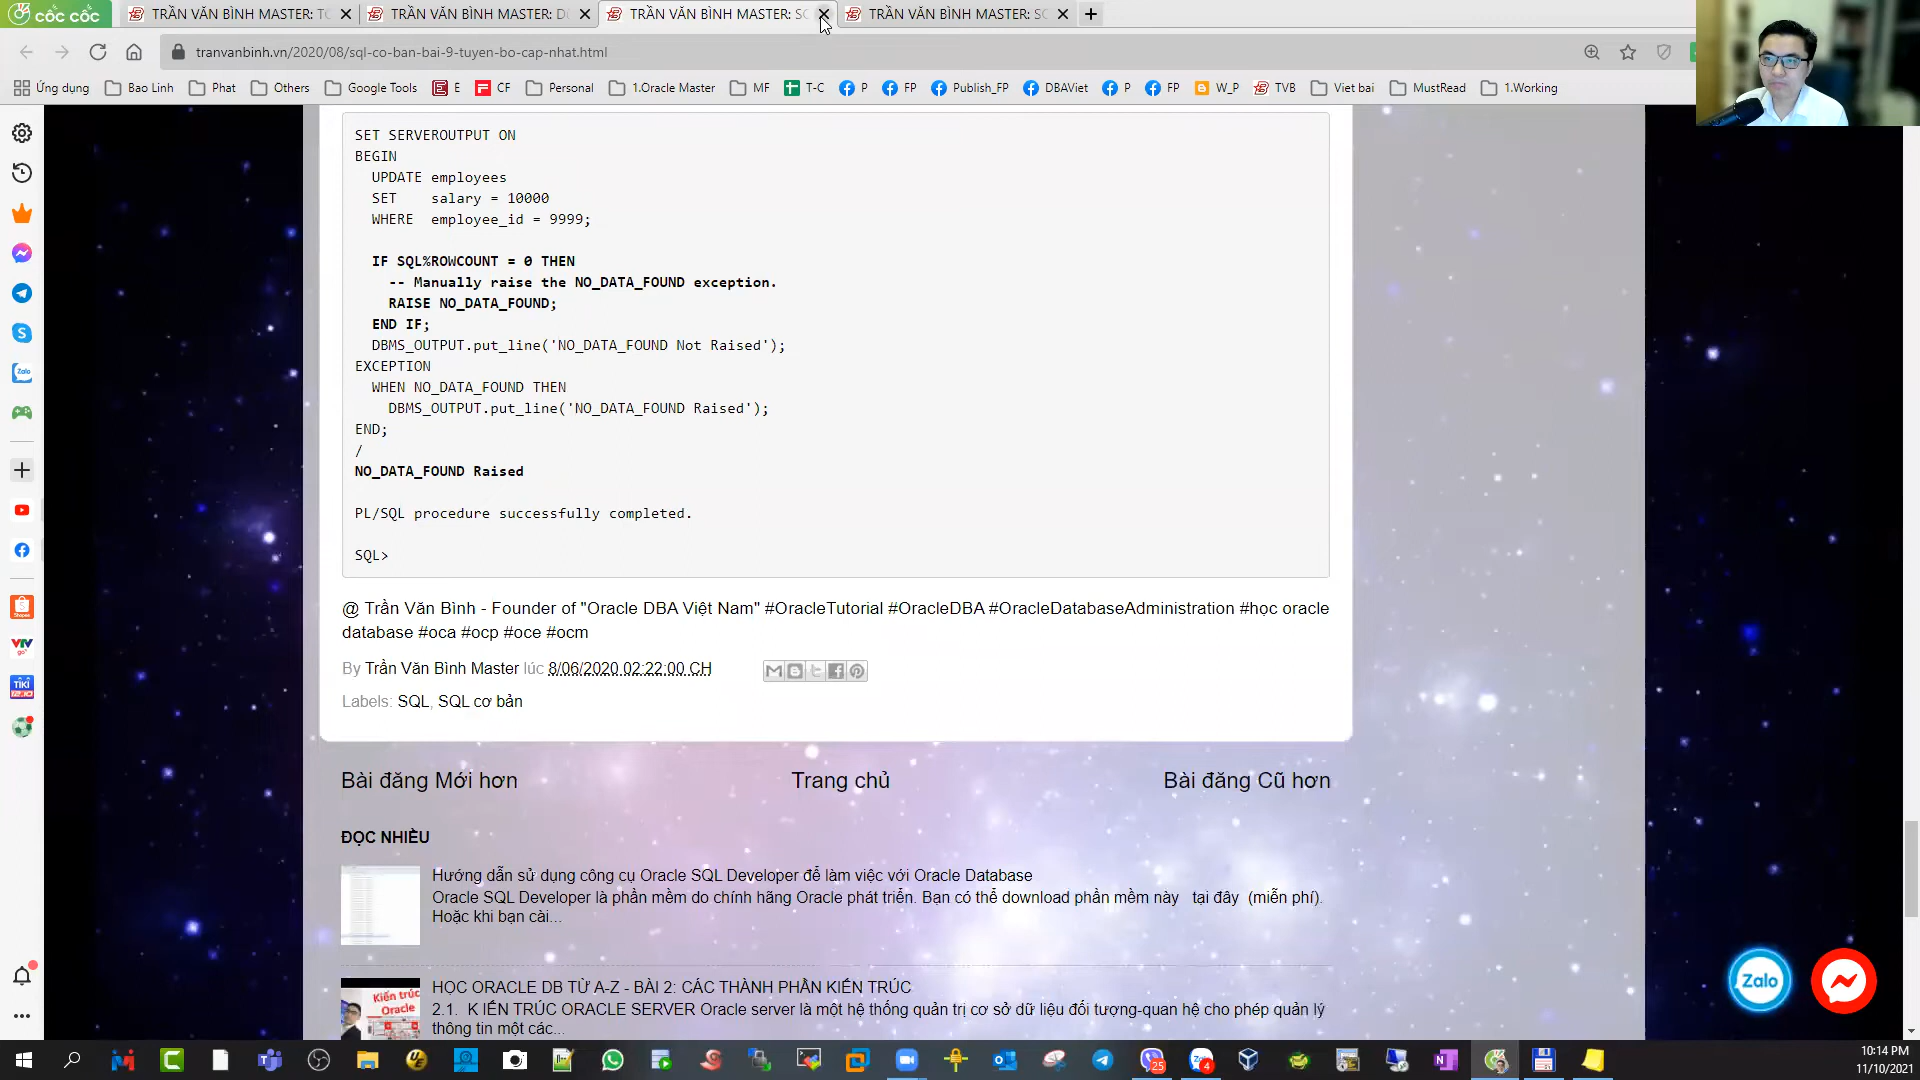 cốc cốc
TRẦN VĂN BÌNH MASTER: TỔ
TRẦN VĂN BÌNH MASTER: D
TRẦN VĂN BÌNH MASTER: SQ
TRẦN VĂN BÌNH MASTER: SQ
tranvanbinh.vn/2020/08/sql-co-ban-bai-9-tuyen-bo-cap-nhat.html
Ứng dụng Bao Linh Phat Others Google Tools E CF Personal 1.Oracle Master MF T-C P FP Publish_FP DBAViet P FP W_P TVB Viet bai MustRead 1.Working
SET SERVEROUTPUT ON
BEGIN
UPDATE employees
SET salary = 10000
WHERE employee_id = 9999;
IF SQL%ROWCOUNT = 0 THEN
-- Manually raise the NO_DATA_FOUND exception.
RAISE NO_DATA_FOUND;
END IF;
DBMS_OUTPUT.put_line('NO_DATA_FOUND Not Raised');
EXCEPTION
WHEN NO_DATA_FOUND THEN
DBMS_OUTPUT.put_line('NO_DATA_FOUND Raised');
END;
/
NO_DATA_FOUND Raised
PL/SQL procedure successfully completed.
SQL>
@ Trần Văn Bình - Founder of "Oracle DBA Việt Nam" #OracleTutorial #OracleDBA #OracleDatabaseAdministration #học oracle
database #oca #ocp #oce #ocm
By Trần Văn Bình Master lúc 8/06/2020 02:22:00 CH
Labels: SQL, SQL cơ bản
Bài đăng Mới hơn Trang chủ Bài đăng Cũ hơn
ĐỌC NHIỀU
Hướng dẫn sử dụng công cụ Oracle SQL Developer để làm việc với Oracle Database
Oracle SQL Developer là phần mềm do chính hãng Oracle phát triển. Bạn có thể download phần mềm này tại đây (miễn phí).
Hoặc khi bạn cài...
Kiến trúc
Oracle
HỌC ORACLE DB TỪ A-Z - BÀI 2: CÁC THÀNH PHẦN KIẾN TRÚC
2.1. K IẾN TRÚC ORACLE SERVER Oracle server là một hệ thống quản trị cơ sở dữ liệu đối tượng-quan hệ cho phép quản lý
thông tin một các...
Zalo
25
4
10:14 PM
11/10/2021